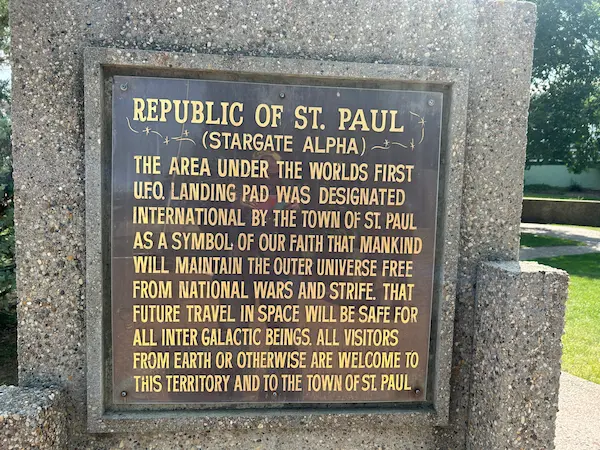 REPUBLIC OF ST. PAUL
(STARGATE ALPHA)
THE AREA UNDER THE WORLDS FIRST
U.F.O. LANDING PAD WAS DESIGNATED
INTERNATIONAL BY THE TOWN OF ST. PAUL
AS A SYMBOL OF OUR FAITH THAT MANKIND
WILL MAINTAIN THE OUTER UNIVERSE FREE
FROM NATIONAL WARS AND STRIFE. THAT
FUTURE TRAVEL IN SPACE WILL BE SAFE FOR
ALL INTER GALACTIC BEINGS. ALL VISITORS
FROM EARTH OR OTHERWISE ARE WELCOME TO
THIS TERRITORY AND TO THE TOWN OF ST. PAUL